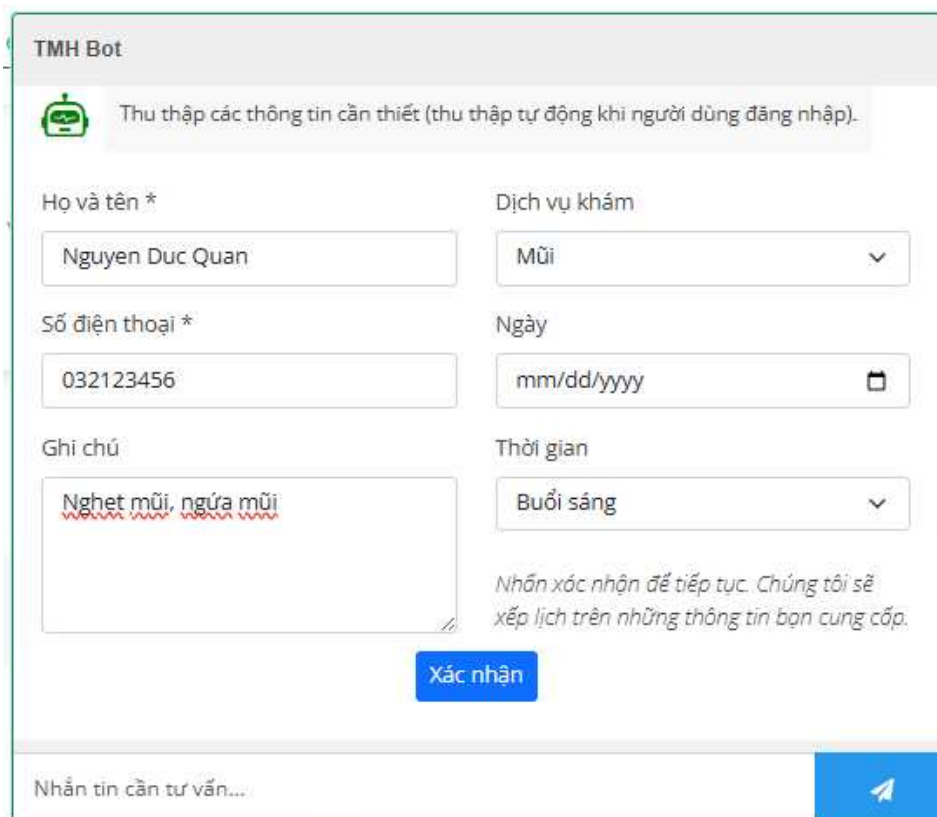 TMH Bot
Thu thập các thông tin cần thiết (thu thập tự động khi người dùng đăng nhập).
Họ và tên *
Dịch vụ khám
Nguyen Duc Quan
Mũi
Số điện thoại *
Ngày
032123456
mm/dd/yyyy
Ghi chú
Thời gian
Nghet mũi, ngứa mũi
Buổi sáng
Nhấn xác nhận để tiếp tục. Chúng tôi sẽ
xếp lịch trên những thông tin bạn cung cấp.
Xác nhận
Nhắn tin cần tư vấn...